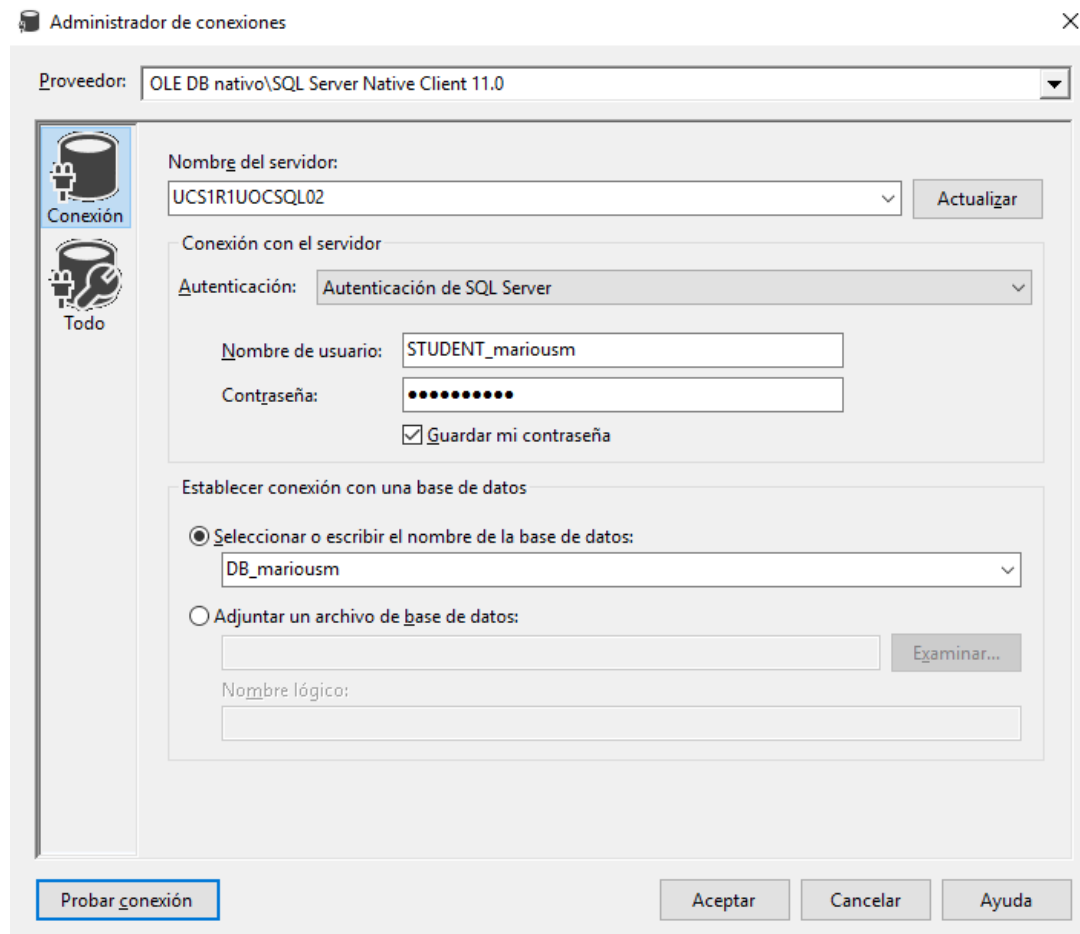 Administrador de conexiones
Proveedor: OLE DB nativo\SQL Server Native Client 11.0
Conexión
Todo
Nombre del servidor:
UCS1R1UOCSQL02 Actualizar
Conexión con el servidor
Autenticación: Autenticación de SQL Server
Nombre de usuario: STUDENT_mariousm
Contraseña: ●●●●●●●●●●
Guardar mi contraseña
Establecer conexión con una base de datos
Seleccionar o escribir el nombre de la base de datos:
DB_mariousm
Adjuntar un archivo de base de datos:
Examinar...
Nombre lógico:
Probar conexión Aceptar Cancelar Ayuda